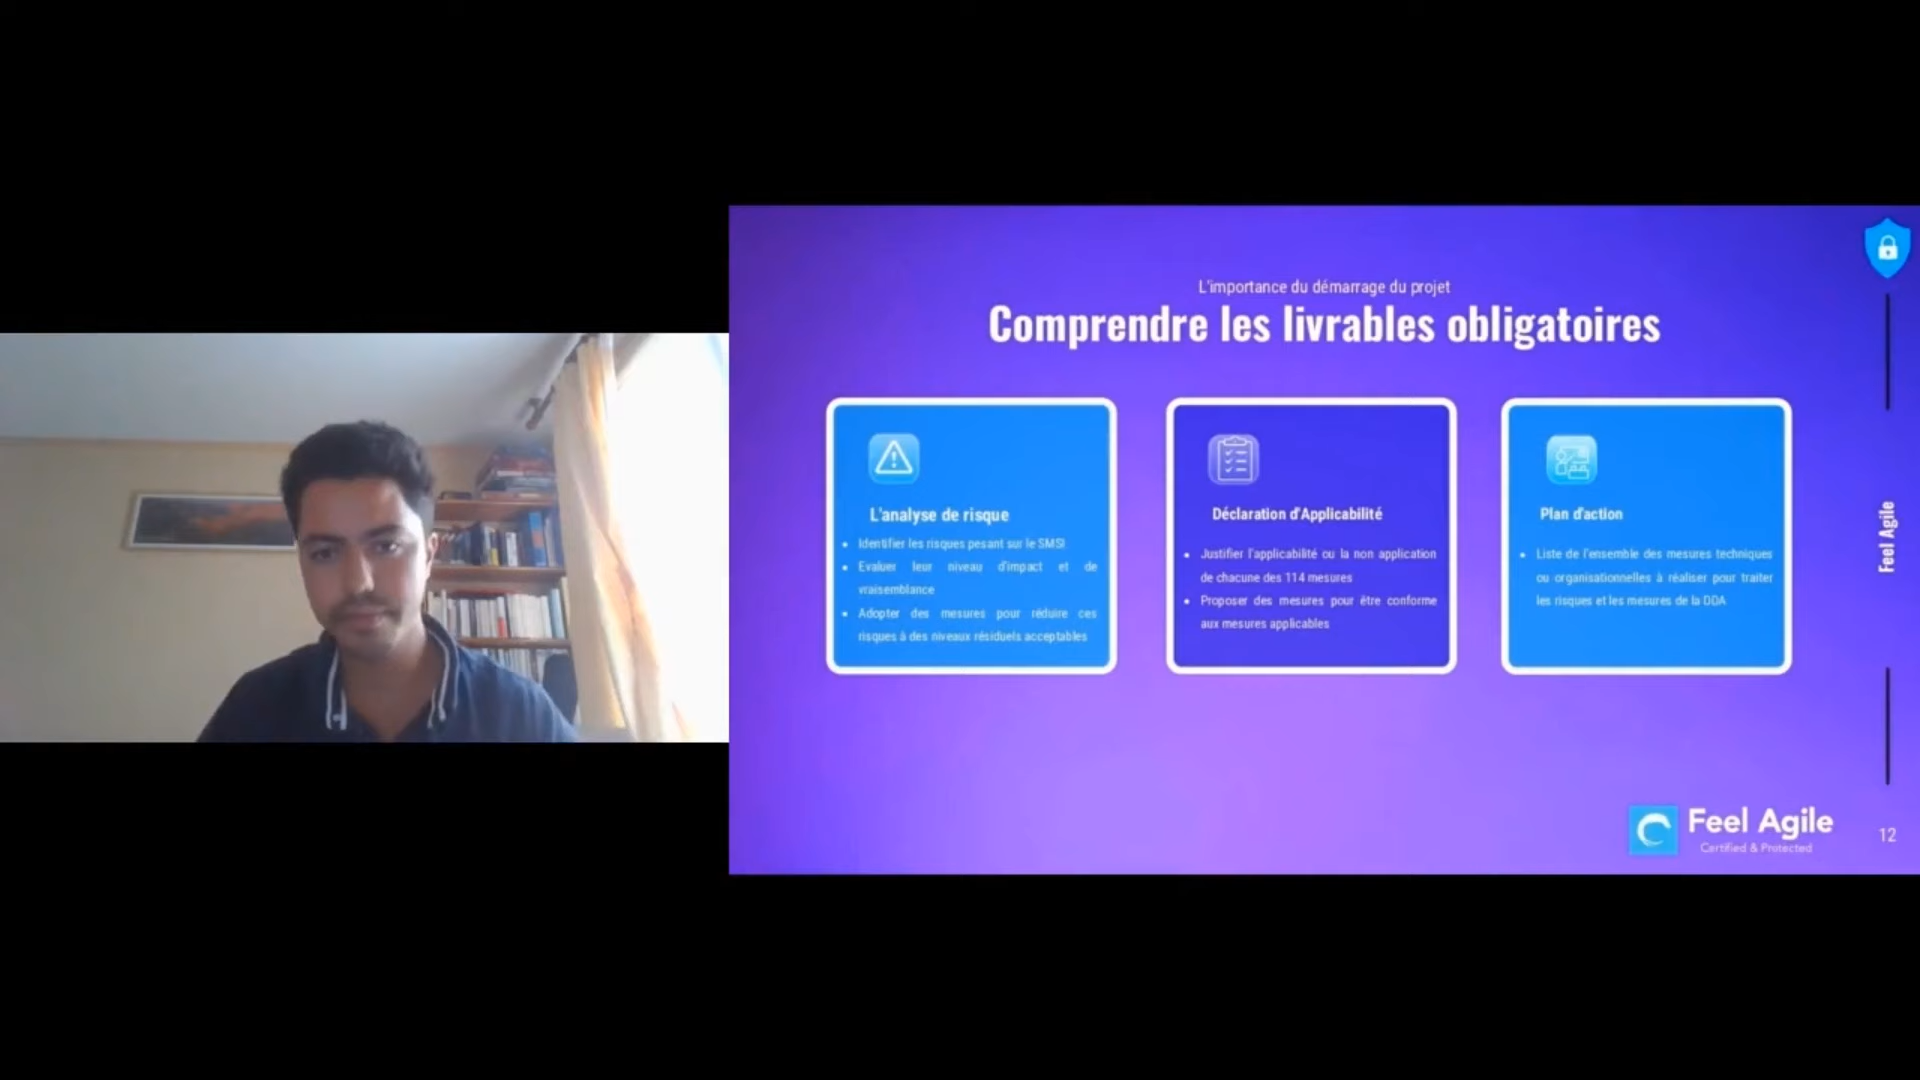 L'importance du démarrage du projet
Comprendre les livrables obligatoires
L'analyse de risque
• Identifier les risques pesant sur le SMSI
• Evaluer leur niveau d'impact et de
vraisemblance
• Adopter des mesures pour réduire ces
risques à des niveaux résiduels acceptables
Déclaration d'Applicabilité
• Justifier l'applicabilité ou la non application
de chacune des 114 mesures
• Proposer des mesures pour être conforme
aux mesures applicables
Plan d'action
• Liste de l'ensemble des mesures techniques
ou organisationnelles à réaliser pour traiter
les risques et les mesures de la DDA
Feel Agile
Feel Agile
Certified & Protected
12